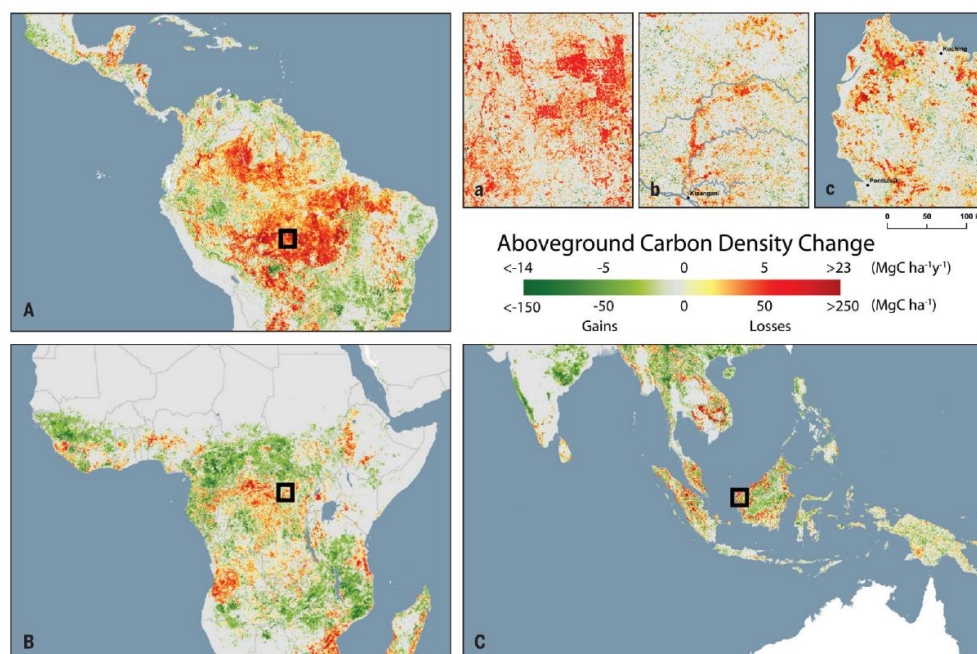 A
a
b
Kisangani
c
Kuching
Pontianak
0 50 100
Aboveground Carbon Density Change
<-14 -5 0 5 >23 (MgC ha⁻¹y⁻¹)
<-150 -50 0 50 >250 (MgC ha⁻¹)
Gains Losses
B
C